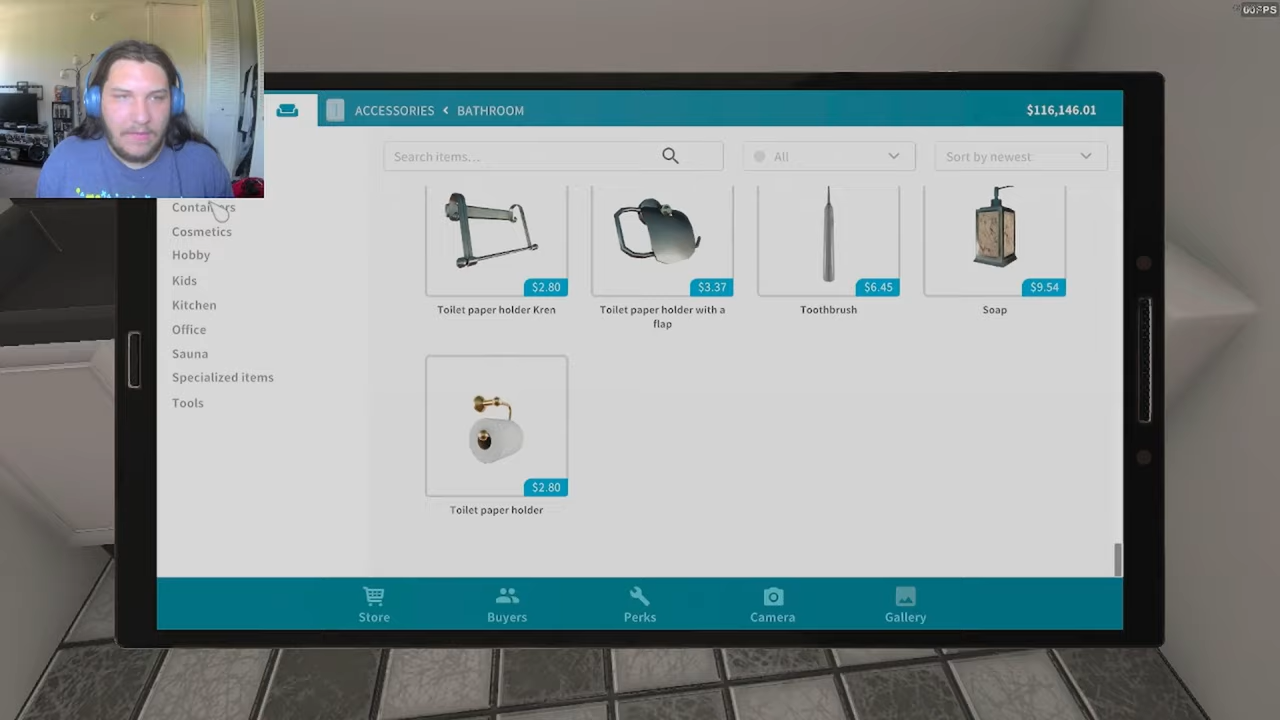 60FPS
ACCESSORIES < BATHROOM
$116,146.01
Search items...
All
Sort by newest
Containers
Cosmetics
Hobby
Kids
Kitchen
Office
Sauna
Specialized items
Tools
$2.80
$3.37
$6.45
$9.54
Toilet paper holder Kren
Toilet paper holder with a
flap
Toothbrush
Soap
$2.80
Toilet paper holder
Store
Buyers
Perks
Camera
Gallery